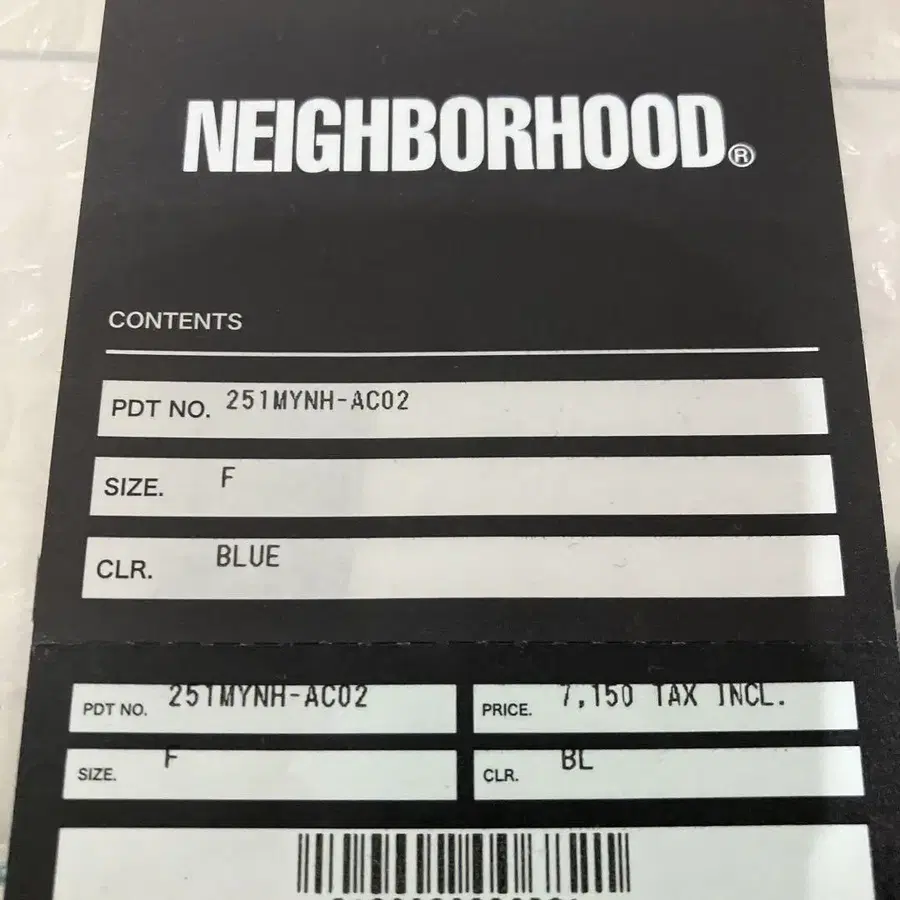 NEIGHBORHOOD®
CONTENTS
PDT NO. 251MYNH-AC02
SIZE. F
CLR. BLUE
PDT NO. 251MYNH-AC02
PRICE. 7,150 TAX INCL.
SIZE. F
CLR. BL